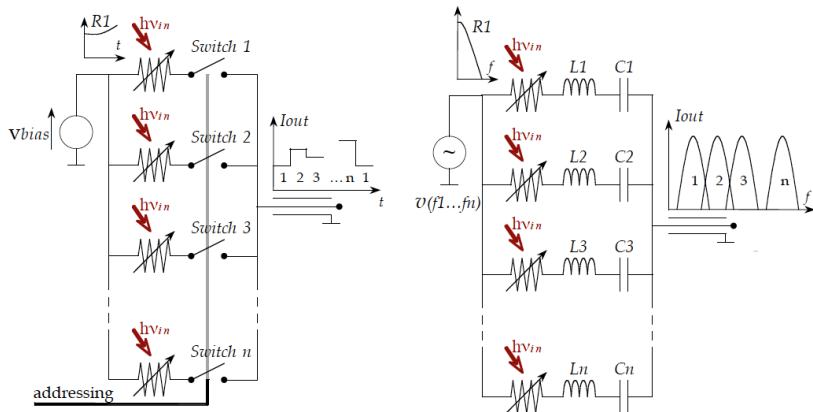 R1
hνin
t
Switch 1
Vbias
hνin
Switch 2
Iout
1 2 3 ...n 1
t
hνin
Switch 3
hνin
Switch n
addressing
R1
hνin
f
L1 C1
~
v(f1...fn)
hνin
L2 C2
Iout
1 2 3 n
f
hνin
L3 C3
hνin
Ln Cn